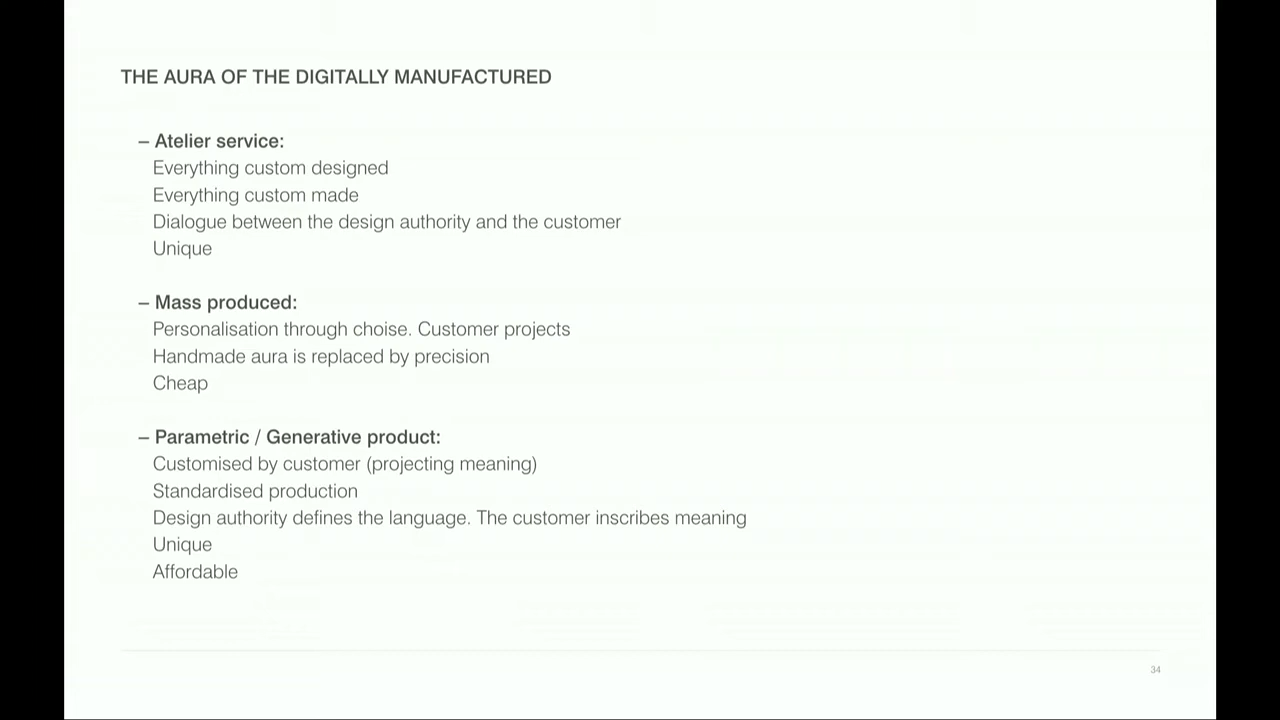 THE AURA OF THE DIGITALLY MANUFACTURED
– Atelier service:
Everything custom designed
Everything custom made
Dialogue between the design authority and the customer
Unique
– Mass produced:
Personalisation through choise. Customer projects
Handmade aura is replaced by precision
Cheap
– Parametric / Generative product:
Customised by customer (projecting meaning)
Standardised production
Design authority defines the language. The customer inscribes meaning
Unique
Affordable
34